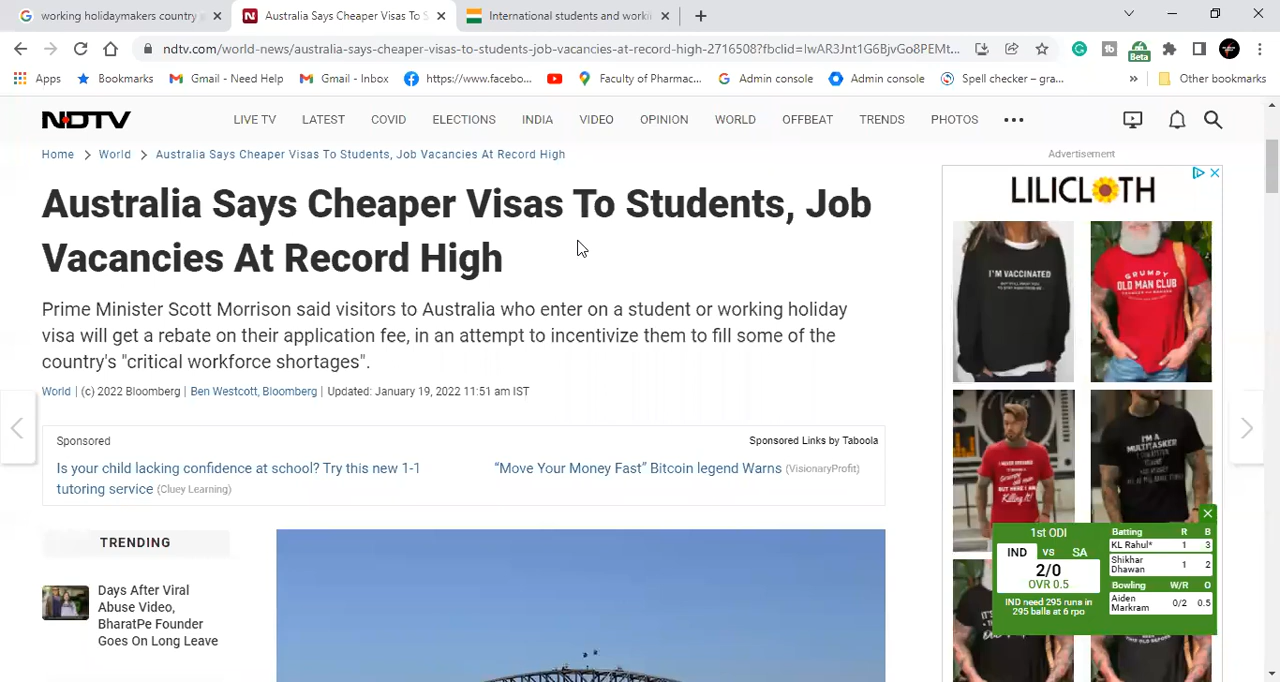 working holidaymakers country
Australia Says Cheaper Visas To S
International students and worki
ndtv.com/world-news/australia-says-cheaper-visas-to-students-job-vacancies-at-record-high-2716508?fbclid=IwAR3Jnt1G6BjvGo8PEMt...
Beta
Apps
Bookmarks
Gmail - Need Help
Gmail - Inbox
https://www.facebo...
Faculty of Pharmac...
Admin console
Admin console
Spell checker – gra...
»
Other bookmarks
NDTV
LIVE TV
LATEST
COVID
ELECTIONS
INDIA
VIDEO
OPINION
WORLD
OFFBEAT
TRENDS
PHOTOS
Home > World > Australia Says Cheaper Visas To Students, Job Vacancies At Record High
Advertisement
Australia Says Cheaper Visas To Students, Job
Vacancies At Record High
Prime Minister Scott Morrison said visitors to Australia who enter on a student or working holiday
visa will get a rebate on their application fee, in an attempt to incentivize them to fill some of the
country's "critical workforce shortages".
World | (c) 2022 Bloomberg | Ben Westcott, Bloomberg | Updated: January 19, 2022 11:51 am IST
Sponsored
Sponsored Links by Taboola
Is your child lacking confidence at school? Try this new 1-1
tutoring service (Cluey Learning)
“Move Your Money Fast” Bitcoin legend Warns (VisionaryProfit)
TRENDING
Days After Viral
Abuse Video,
BharatPe Founder
Goes On Long Leave
LILICLOTH
I'M VACCINATED
GRUMPY
OLD MAN CLUB
I'M A
MULTITASKER
Killing It!
1st ODI
IND vs SA
2/0
OVR 0.5
IND need 295 runs in
295 balls at 6 rpo
Batting R B
KL Rahul* 1 3
Shikhar
Dhawan 1 2
Bowling W/R O
Aiden
Markram 0/2 0.5